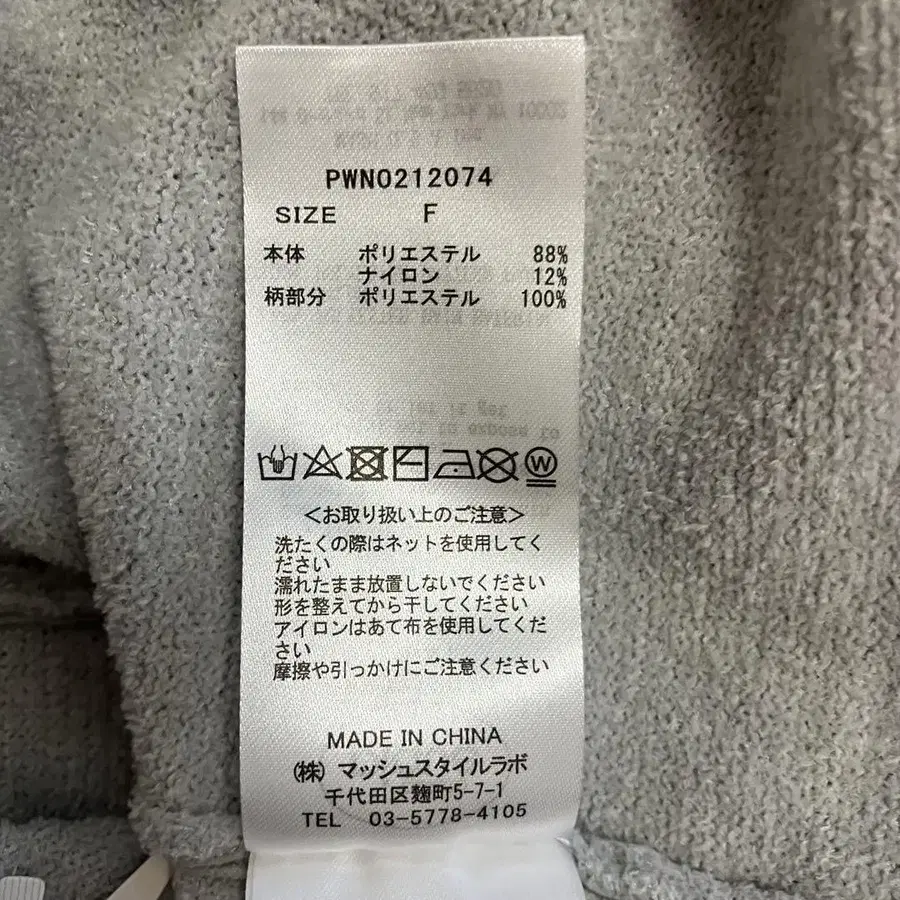 PWNO212074
SIZE F
本体 ポリエステル 88%
ナイロン 12%
柄部分 ポリエステル 100%
W
<お取り扱い上のご注意>
洗たくの際はネットを使用してく
ださい
濡れたまま放置しないでください
形を整えてから干してください
アイロンはあて布を使用してくだ
さい
摩擦や引っかけにご注意ください
MADE IN CHINA
(株) マッシュスタイルラボ
千代田区麹町5-7-1
TEL 03-5778-4105